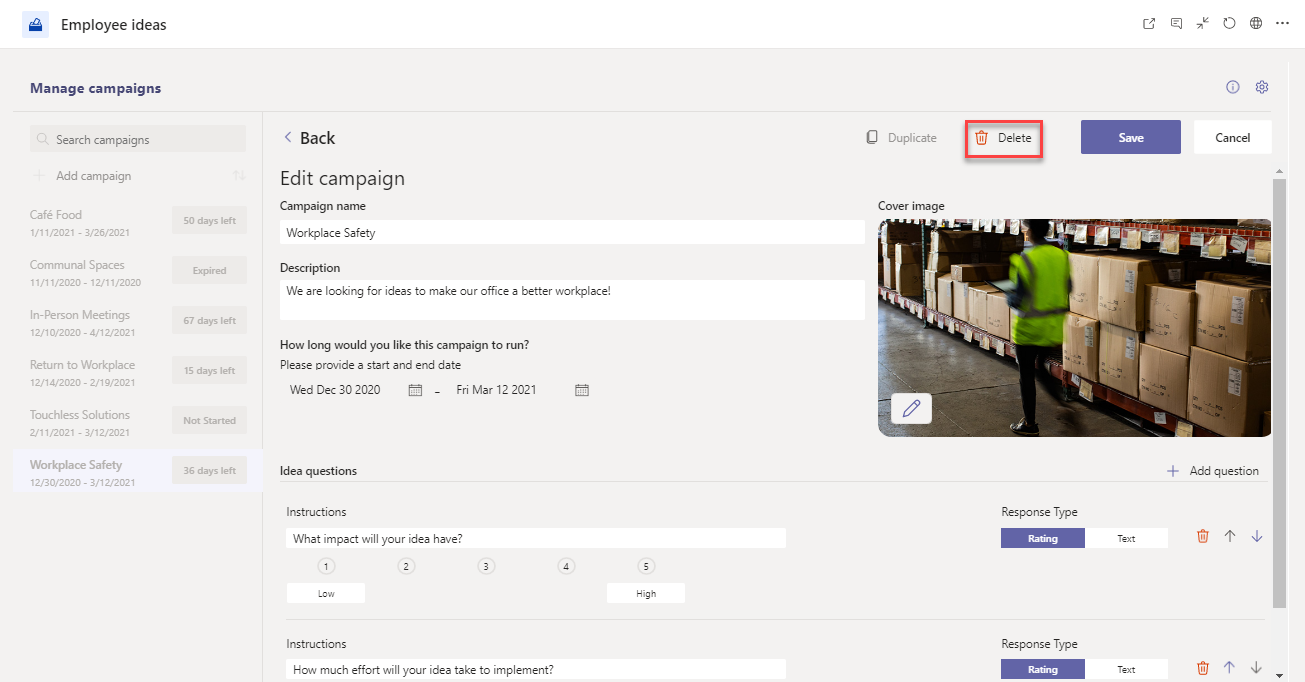 Employee ideas
Manage campaigns
Search campaigns
Add campaign
Café Food
1/11/2021 - 3/26/2021
50 days left
Communal Spaces
11/11/2020 - 12/11/2020
Expired
In-Person Meetings
12/10/2020 - 4/12/2021
67 days left
Return to Workplace
12/14/2020 - 2/19/2021
15 days left
Touchless Solutions
2/11/2021 - 3/12/2021
Not Started
Workplace Safety
12/30/2020 - 3/12/2021
36 days left
Back
Duplicate
Delete
Save
Cancel
Edit campaign
Campaign name
Workplace Safety
Description
We are looking for ideas to make our office a better workplace!
How long would you like this campaign to run?
Please provide a start and end date
Wed Dec 30 2020 – Fri Mar 12 2021
Cover image
Idea questions
Add question
Instructions
What impact will your idea have?
1 2 3 4 5
Low High
Response Type
Rating Text
Instructions
How much effort will your idea take to implement?
Response Type
Rating Text